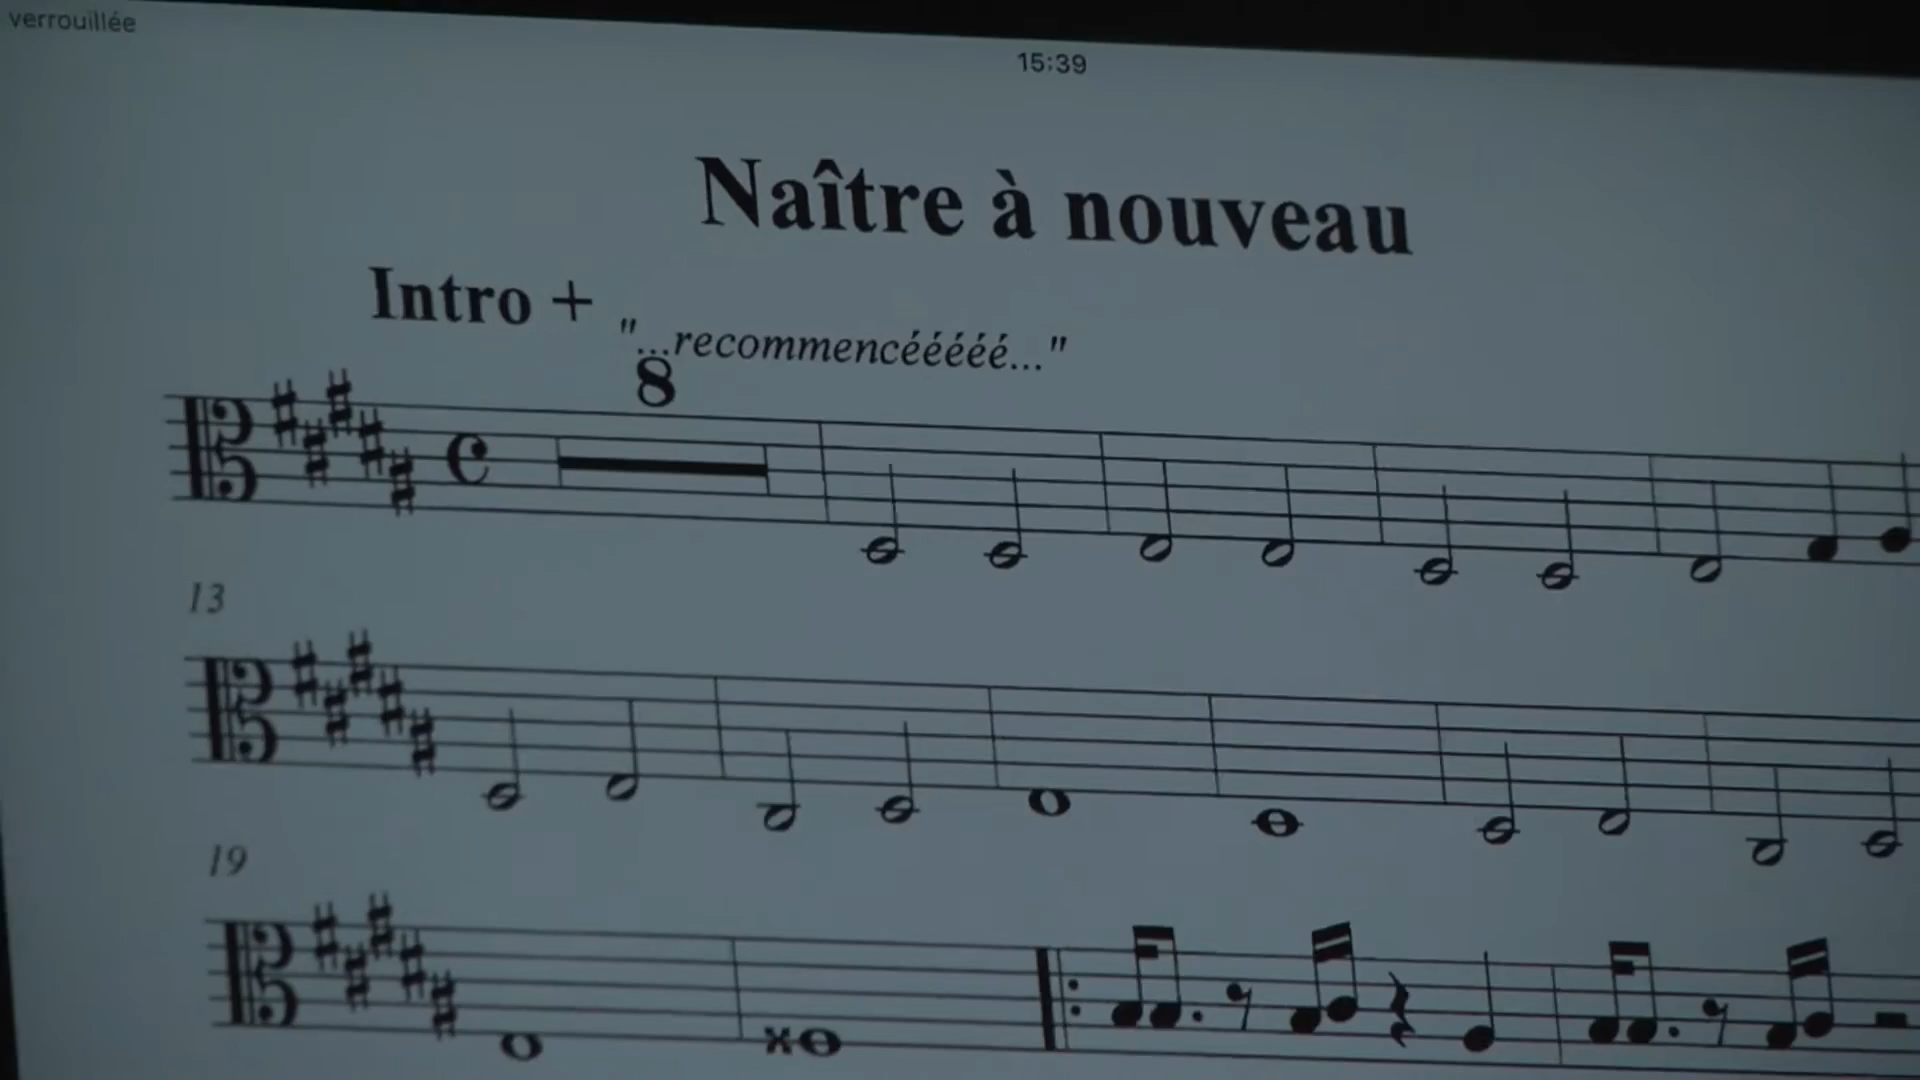 verrouillée
15:39
Naître à nouveau
Intro +
"...recommencééééé..."
8
13
19